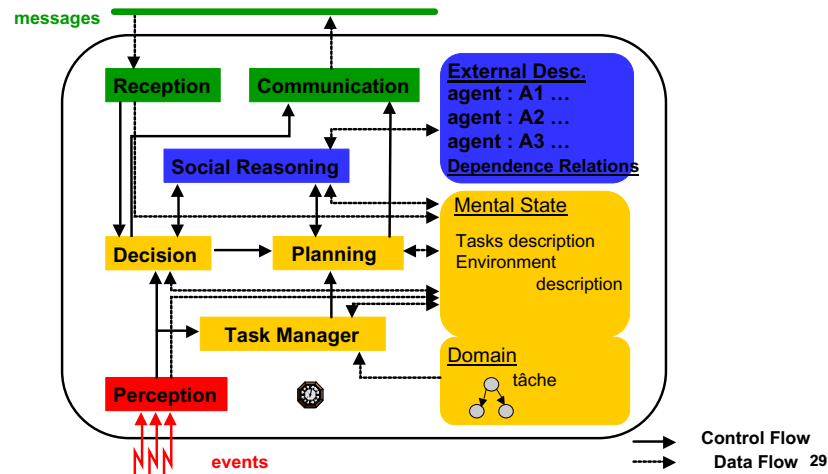 messages
Reception
Communication
External Desc.
agent : A1 ...
agent : A2 ...
agent : A3 ...
Dependence Relations
Social Reasoning
Mental State
Tasks description
Environment
description
Decision
Planning
Task Manager
Domain
tâche
Perception
events
Control Flow
Data Flow 29